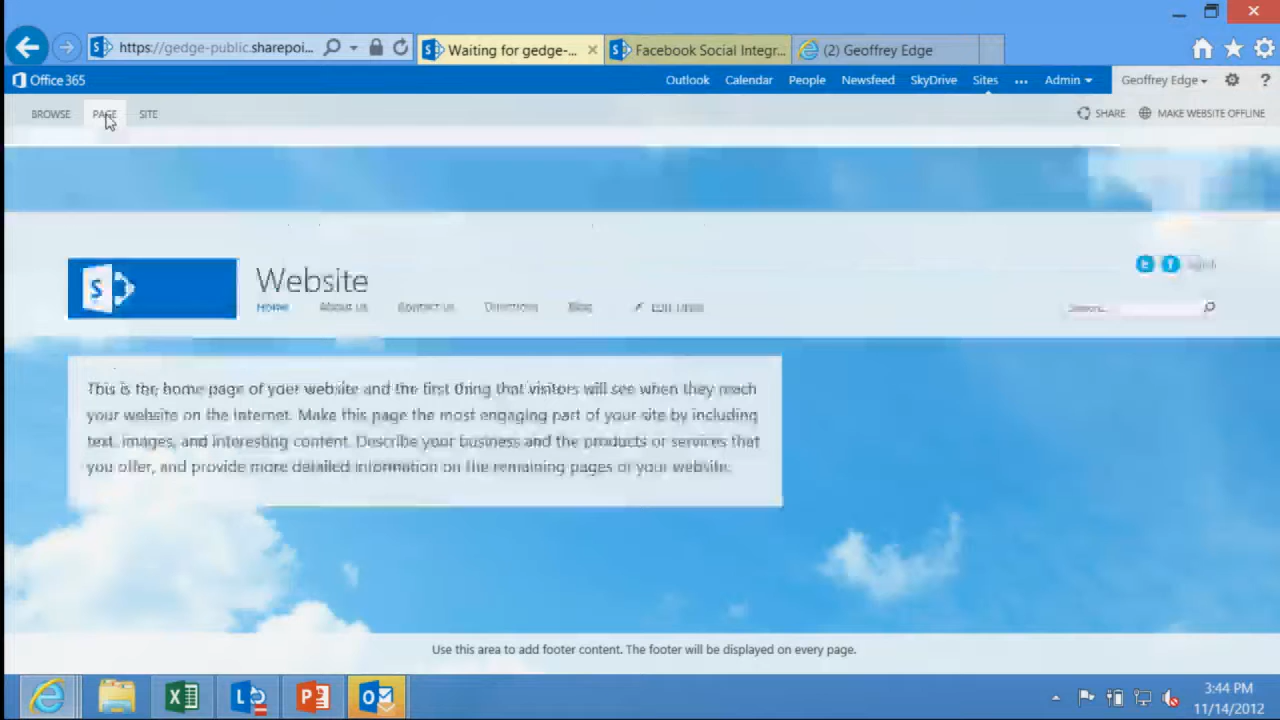 https://gedge-public.sharepoi...
Waiting for gedge-...
Facebook Social Integr...
(2) Geoffrey Edge
Office 365
Outlook
Calendar
People
Newsfeed
SkyDrive
Sites
...
Admin
Geoffrey Edge
?
BROWSE
PAGE
SITE
SHARE
MAKE WEBSITE OFFLINE
Website
Home
About us
Contact us
Directions
Blog
EDIT LINKS
This is the home page of your website and the first thing that visitors will see when they reach
your website on the Internet. Make this page the most engaging part of your site by including
text, images, and interesting content. Describe your business and the products or services that
you offer, and provide more detailed information on the remaining pages of your website.
Use this area to add footer content. The footer will be displayed on every page.
3:44 PM
11/14/2012